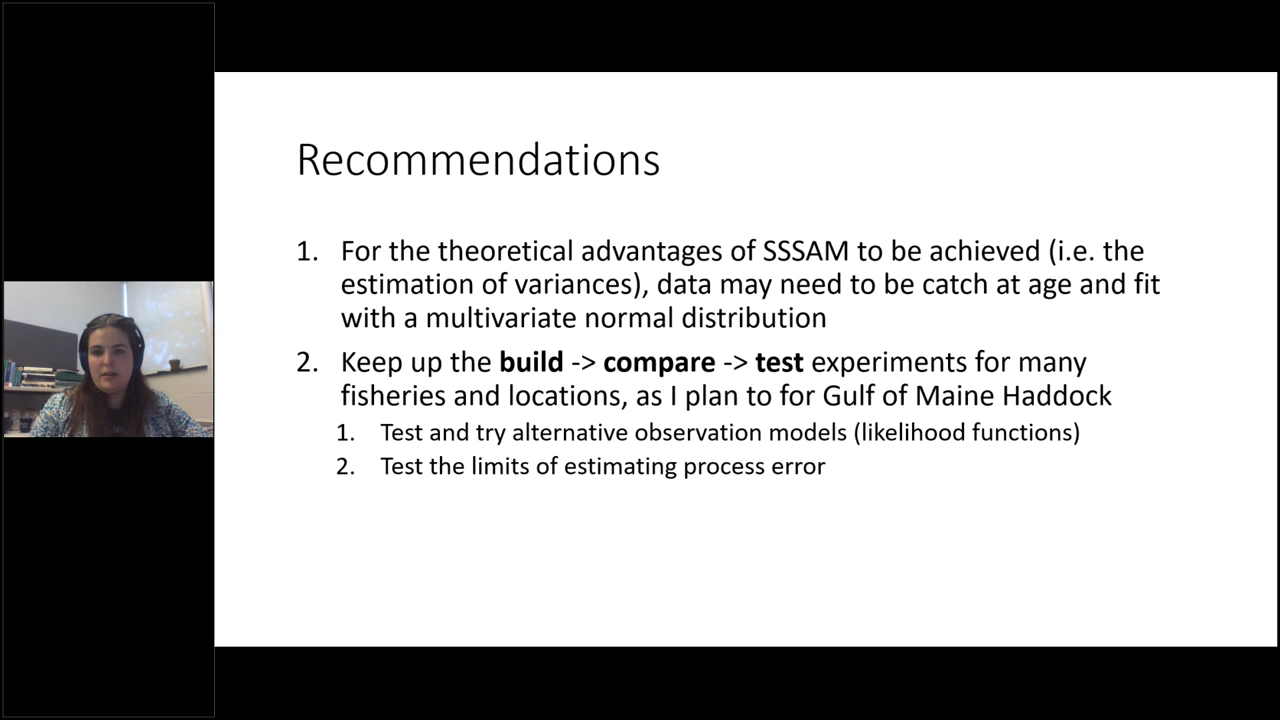 Recommendations
1. For the theoretical advantages of SSSAM to be achieved (i.e. the
estimation of variances), data may need to be catch at age and fit
with a multivariate normal distribution
2. Keep up the build -> compare -> test experiments for many
fisheries and locations, as I plan to for Gulf of Maine Haddock
1. Test and try alternative observation models (likelihood functions)
2. Test the limits of estimating process error